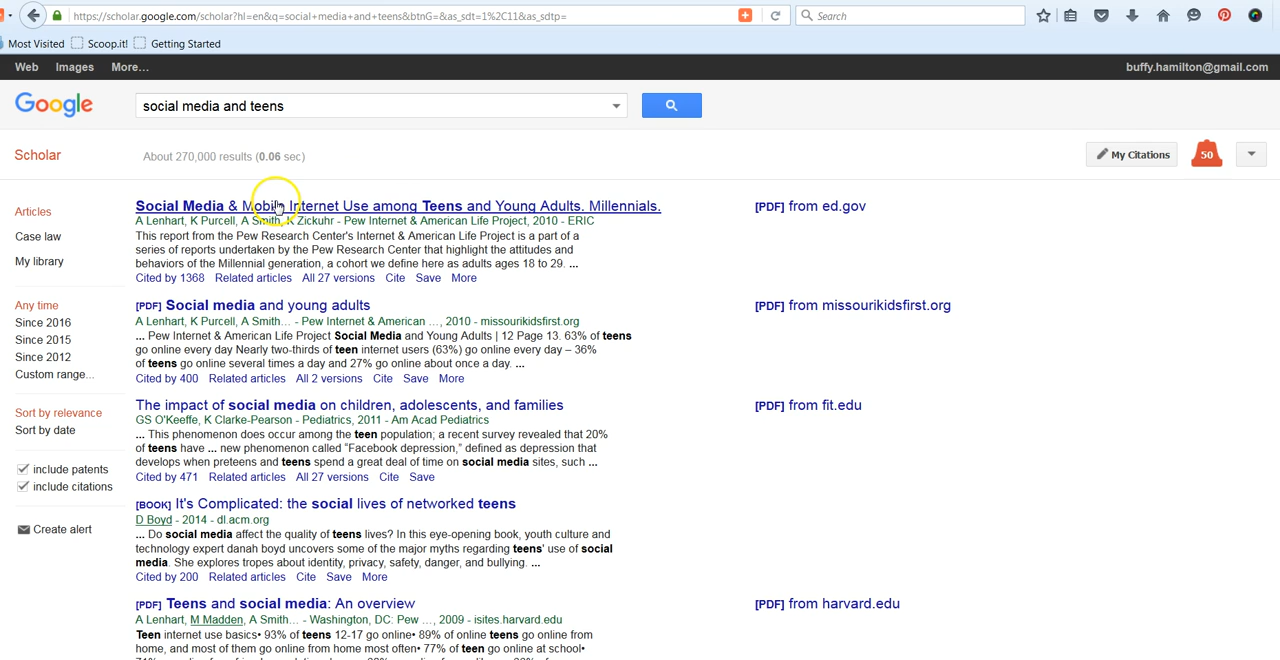 https://scholar.google.com/scholar?hl=en&q=social+media+and+teens&btnG=&as_sdt=1%2C11&as_sdtp=
Search
Most Visited Scoop.it! Getting Started
Web Images More... buffy.hamilton@gmail.com
Google social media and teens
Scholar About 270,000 results (0.06 sec) My Citations 50
Articles
Case law
My library
Any time
Since 2016
Since 2015
Since 2012
Custom range...
Sort by relevance
Sort by date
include patents
include citations
Create alert
Social Media & Mobile Internet Use among Teens and Young Adults. Millennials. [PDF] from ed.gov
A Lenhart, K Purcell, A Smith, K Zickuhr - Pew Internet & American Life Project, 2010 - ERIC
This report from the Pew Research Center's Internet & American Life Project is a part of a
series of reports undertaken by the Pew Research Center that highlight the attitudes and
behaviors of the Millennial generation, a cohort we define here as adults ages 18 to 29. ...
Cited by 1368 Related articles All 27 versions Cite Save More
[PDF] Social media and young adults [PDF] from missourikidsfirst.org
A Lenhart, K Purcell, A Smith... - Pew Internet & American ..., 2010 - missourikidsfirst.org
... Pew Internet & American Life Project Social Media and Young Adults | 12 Page 13. 63% of teens
go online every day Nearly two-thirds of teen internet users (63%) go online every day – 36%
of teens go online several times a day and 27% go online about once a day. ...
Cited by 400 Related articles All 2 versions Cite Save More
The impact of social media on children, adolescents, and families [PDF] from fit.edu
GS O'Keeffe, K Clarke-Pearson - Pediatrics, 2011 - Am Acad Pediatrics
... This phenomenon does occur among the teen population; a recent survey revealed that 20%
of teens have ... new phenomenon called “Facebook depression,” defined as depression that
develops when preteens and teens spend a great deal of time on social media sites, such ...
Cited by 471 Related articles All 27 versions Cite Save
[BOOK] It's Complicated: the social lives of networked teens
D Boyd - 2014 - dl.acm.org
... Do social media affect the quality of teens lives? In this eye-opening book, youth culture and
technology expert danah boyd uncovers some of the major myths regarding teens' use of social
media. She explores tropes about identity, privacy, safety, danger, and bullying. ...
Cited by 200 Related articles Cite Save More
[PDF] Teens and social media: An overview [PDF] from harvard.edu
A Lenhart, M Madden, A Smith... - Washington, DC: Pew ..., 2009 - isites.harvard.edu
Teen internet use basics• 93% of teens 12-17 go online• 89% of online teens go online from
home, and most of them go online from home most often• 77% of teen go online at school•